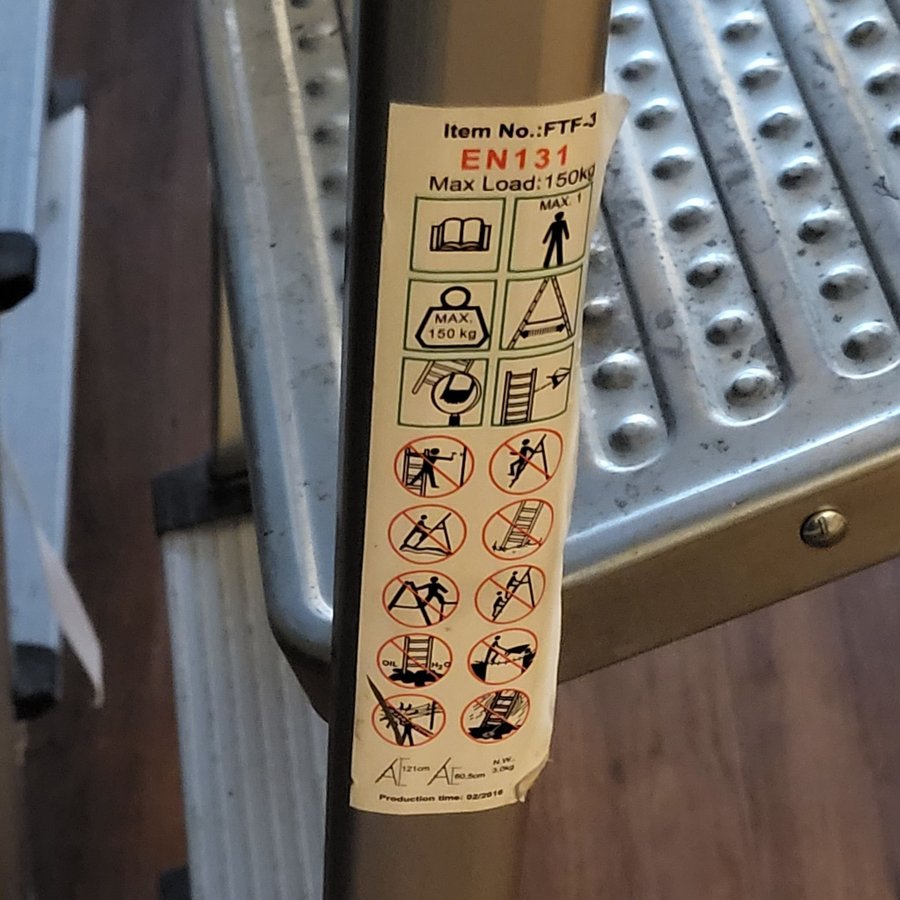 Item No.:FTF-3
EN131
Max Load:150kg
MAX. 1
MAX.
150 kg
OIL H₂O
121cm 60.5cm N.W.:
3.0kg
Production time: 02/2016